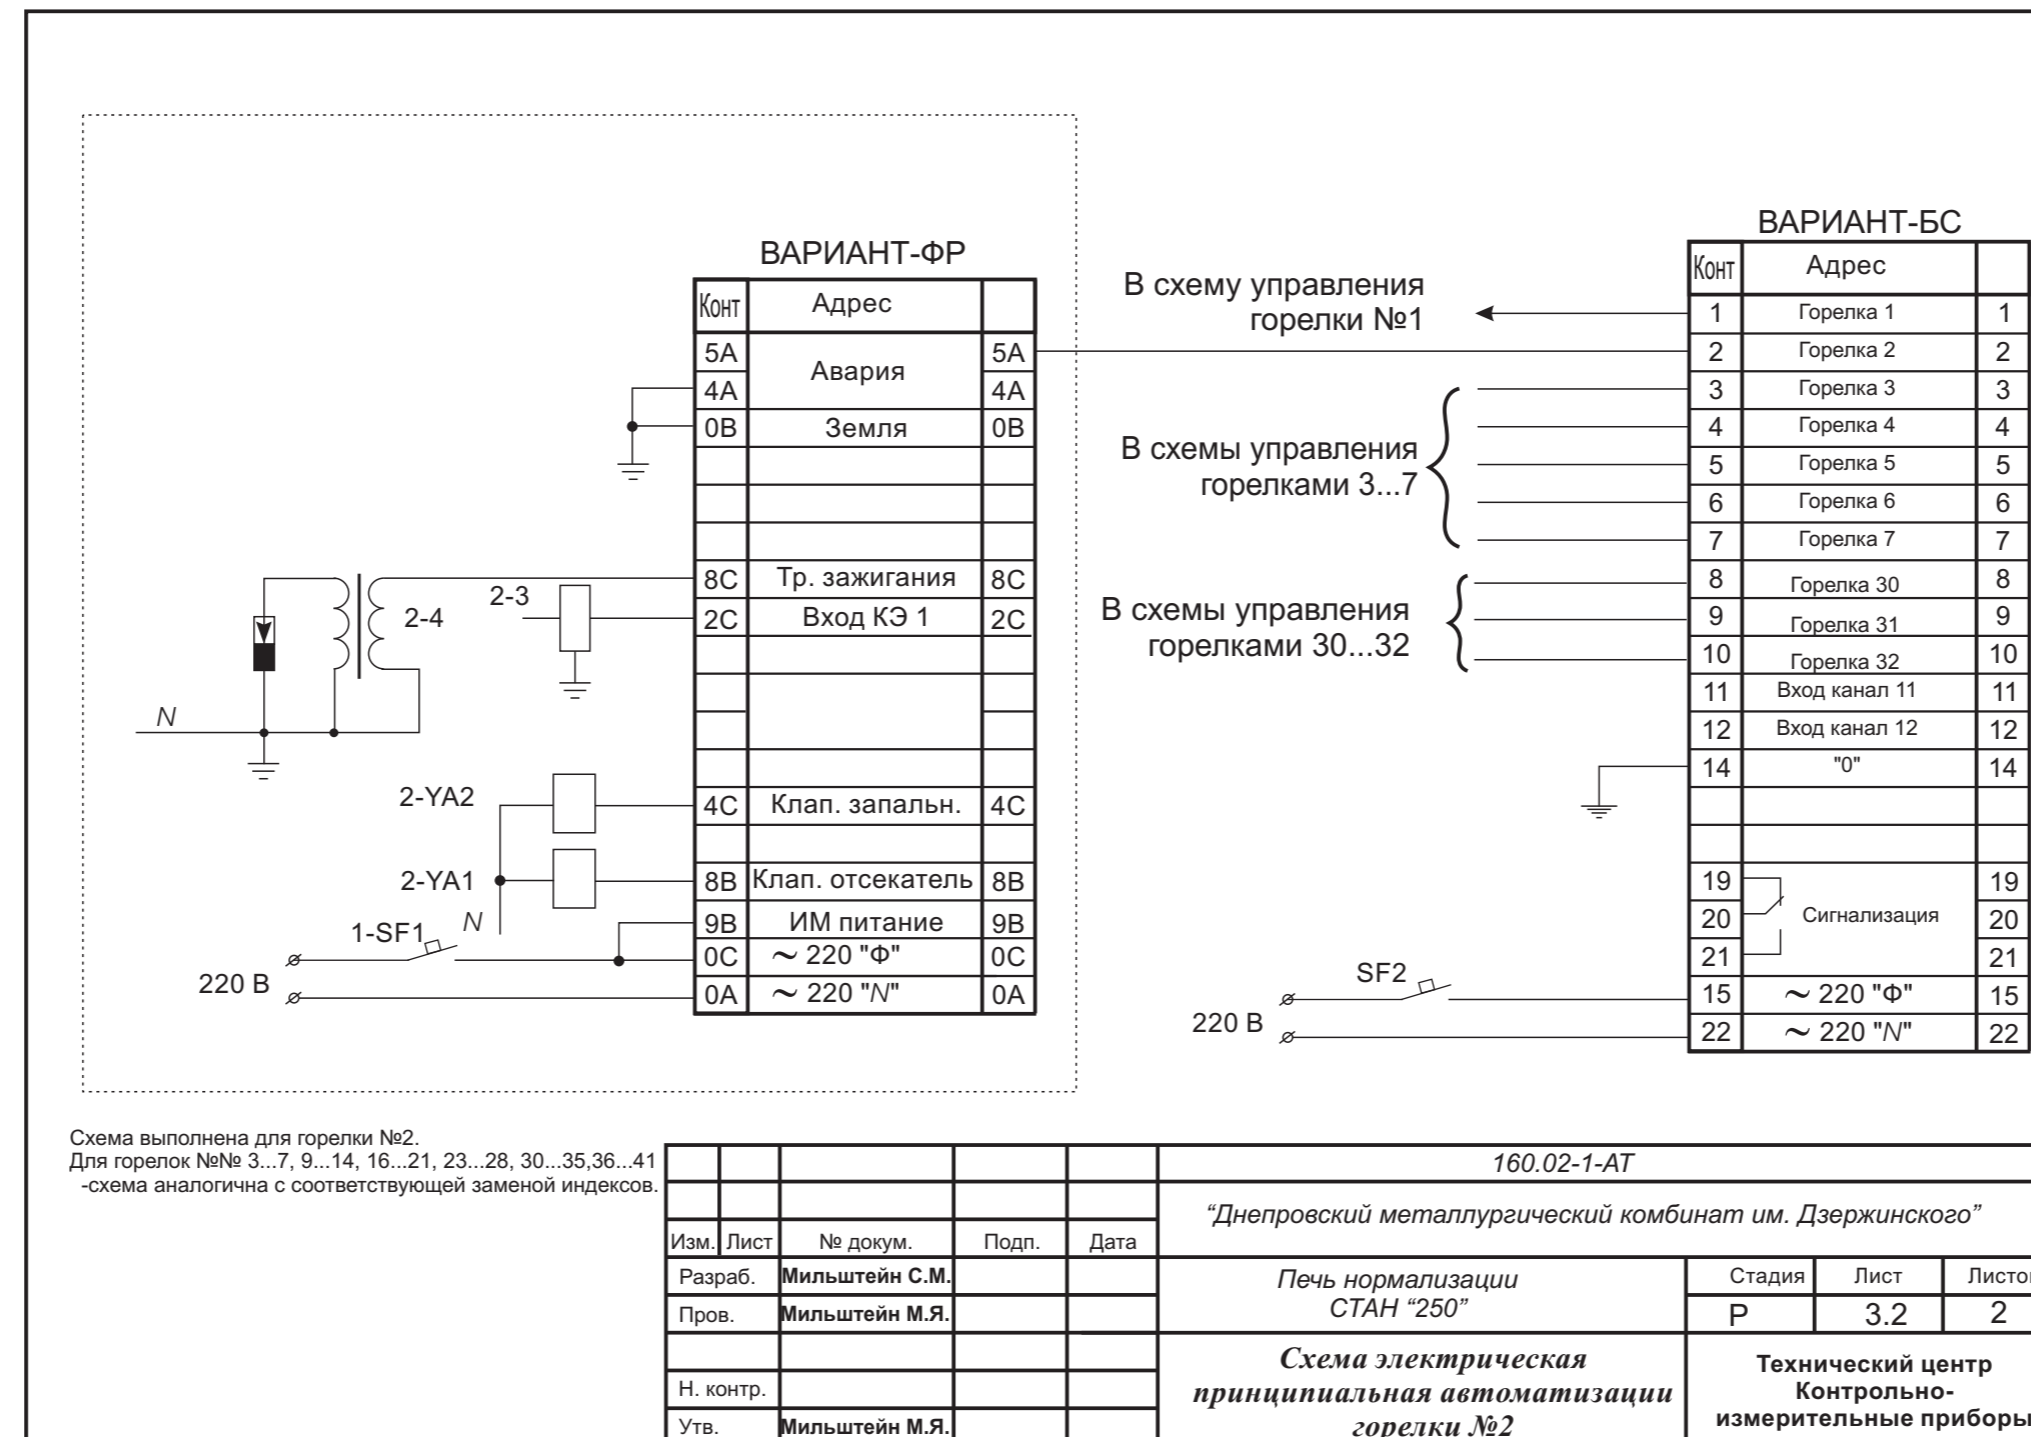 ВАРИАНТ-ФР
Конт Адрес
5А Авария 5А
4А 4А
0В Земля 0В
8С Тр. зажигания 8С
2С Вход КЭ 1 2С
4С Клап. запальн. 4С
8В Клап. отсекатель 8В
9В ИМ питание 9В
0С ~ 220 "Ф" 0С
0А ~ 220 "N" 0А
2-4
2-3
N
2-YA2
2-YA1
N
1-SF1
220 В
В схему управления
горелки №1
В схемы управления
горелками 3...7
В схемы управления
горелками 30...32
SF2
220 В
ВАРИАНТ-БС
Конт Адрес
1 Горелка 1 1
2 Горелка 2 2
3 Горелка 3 3
4 Горелка 4 4
5 Горелка 5 5
6 Горелка 6 6
7 Горелка 7 7
8 Горелка 30 8
9 Горелка 31 9
10 Горелка 32 10
11 Вход канал 11 11
12 Вход канал 12 12
14 "0" 14
19 19
20 Сигнализация 20
21 21
15 ~ 220 "Ф" 15
22 ~ 220 "N" 22
Схема выполнена для горелки №2.
Для горелок №№ 3...7, 9...14, 16...21, 23...28, 30...35,36...41
-схема аналогична с соответствующей заменой индексов.
160.02-1-АТ
“Днепровский металлургический комбинат им. Дзержинского”
Изм. Лист № докум. Подп. Дата
Разраб. Мильштейн С.М.
Пров. Мильштейн М.Я.
Н. контр.
Утв. Мильштейн М.Я.
Печь нормализации
СТАН “250”
Стадия Лист Листо
Р 3.2 2
Схема электрическая
принципиальная автоматизации
горелки №2
Технический центр
Контрольно-
измерительные приборы